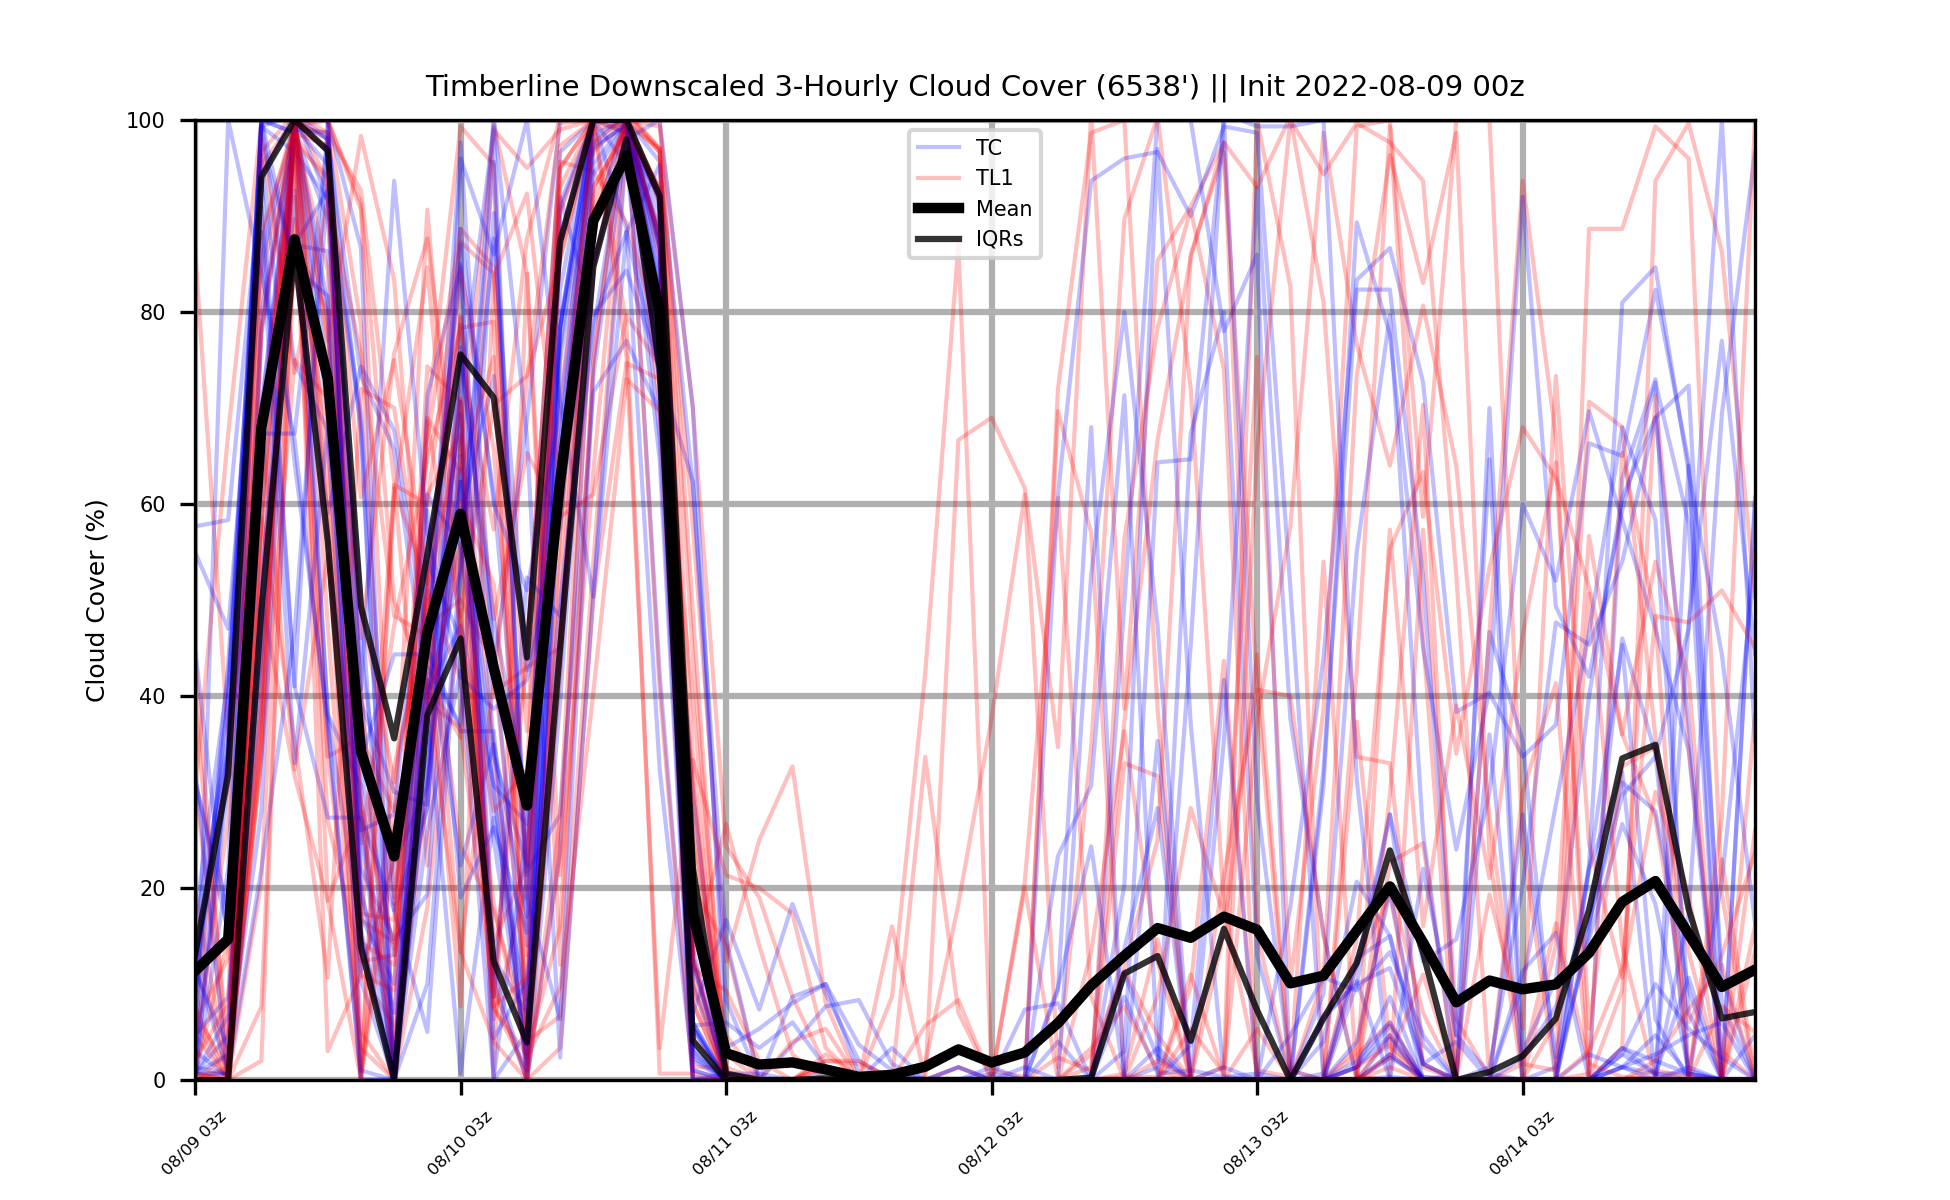 Timberline Downscaled 3-Hourly Cloud Cover (6538') || Init 2022-08-09 00z
Cloud Cover (%)
100
80
60
40
20
0
TC
TL1
Mean
IQRs
08/09 03z
08/10 03z
08/11 03z
08/12 03z
08/13 03z
08/14 03z